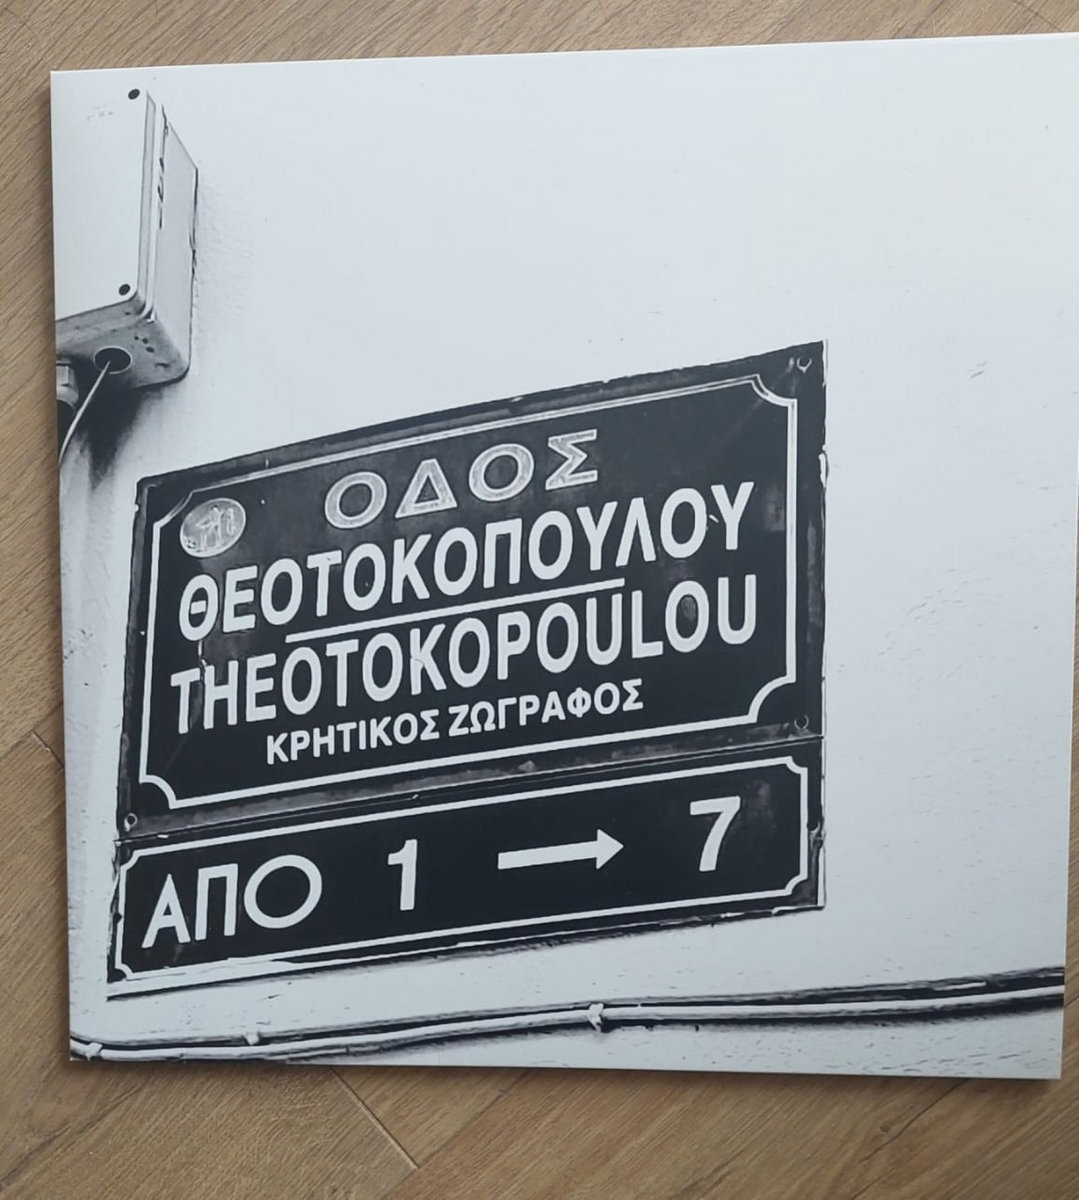 ΟΔΟΣ
ΘΕΟΤΟΚΟΠΟΥΛΟΥ
THEOTOKOPOULOU
ΚΡΗΤΙΚΟΣ ΖΩΓΡΑΦΟΣ
ΑΠΟ 1 → 7